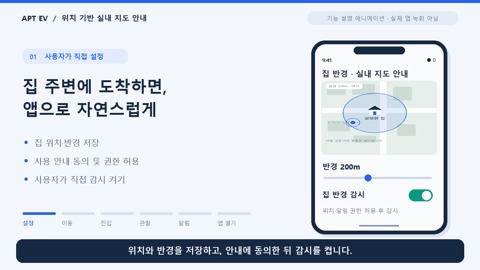 APT EV / 위치 기반 실내 지도 안내
기능 설명 애니메이션 · 실제 앱 녹화 아님
01 사용자가 직접 설정
집 주변에 도착하면,
앱으로 자연스럽게
집 위치·반경 저장
사용 안내 동의 및 권한 허용
사용자가 직접 감시 켜기
설정
이동
진입
관찰
알림
앱 열기
9:41
집 반경 · 실내 지도 안내
반경 200m
집 반경 감시
위치·알림 권한 허용 후 감시
위치와 반경을 저장하고, 안내에 동의한 뒤 감시를 켭니다.